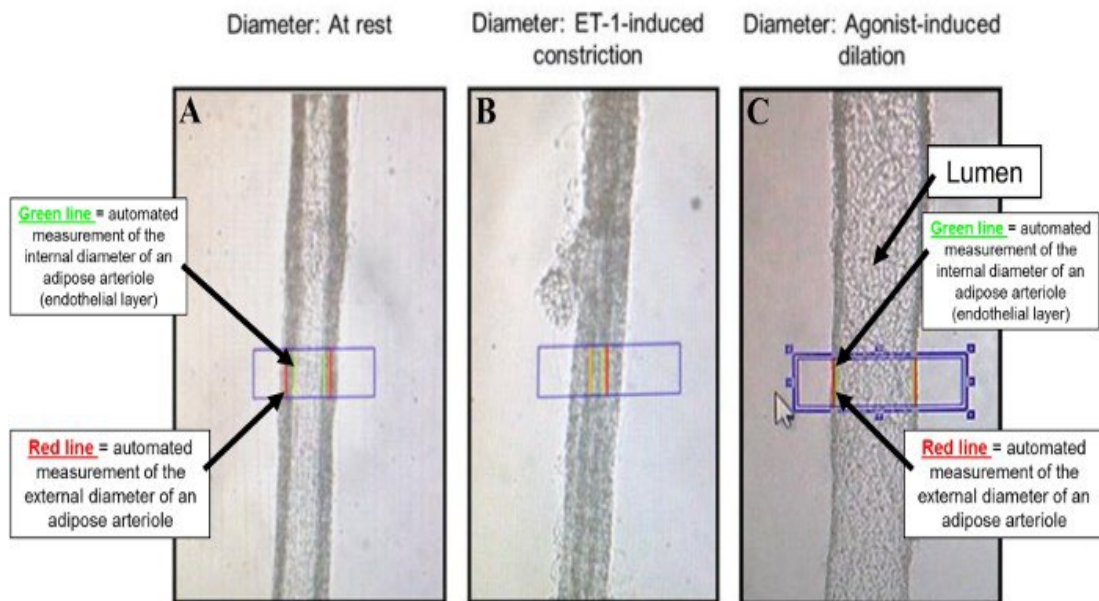 Diameter: At rest
Diameter: ET-1-induced
constriction
Diameter: Agonist-induced
dilation
A
B
C
Lumen
Green line = automated
measurement of the
internal diameter of an
adipose arteriole
(endothelial layer)
Green line = automated
measurement of the
internal diameter of an
adipose arteriole
(endothelial layer)
Red line = automated
measurement of the
external diameter of an
adipose arteriole
Red line = automated
measurement of the
external diameter of an
adipose arteriole